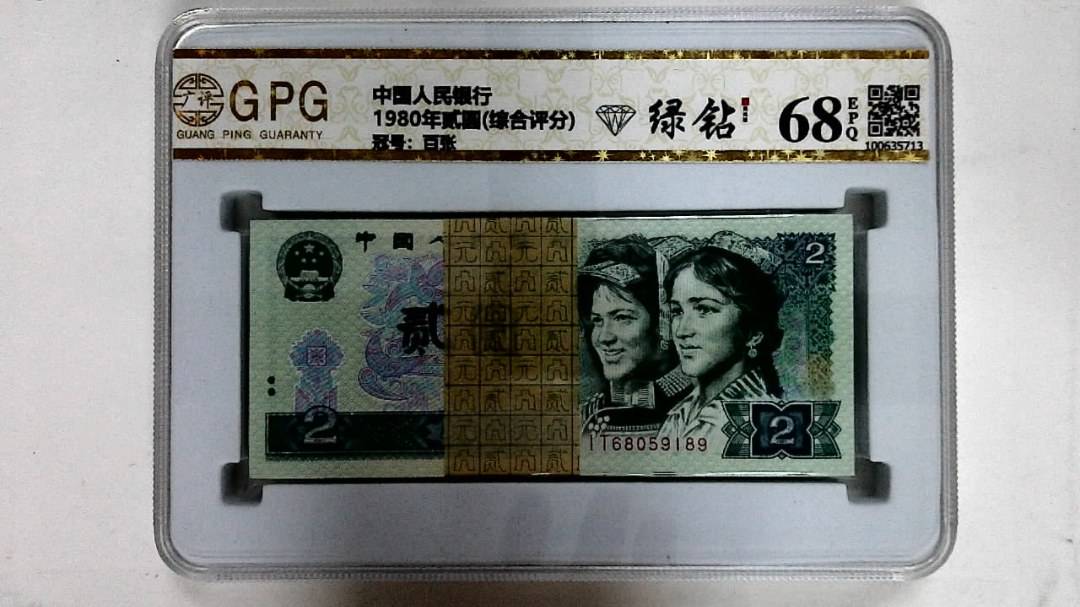 广评
GPG
GUANG PING GUARANTY
中国人民银行
1980年贰圆(综合评分)
冠号：百张
绿钻
68
EPQ
100635713
中国人
贰
2
2
IT68059189
2